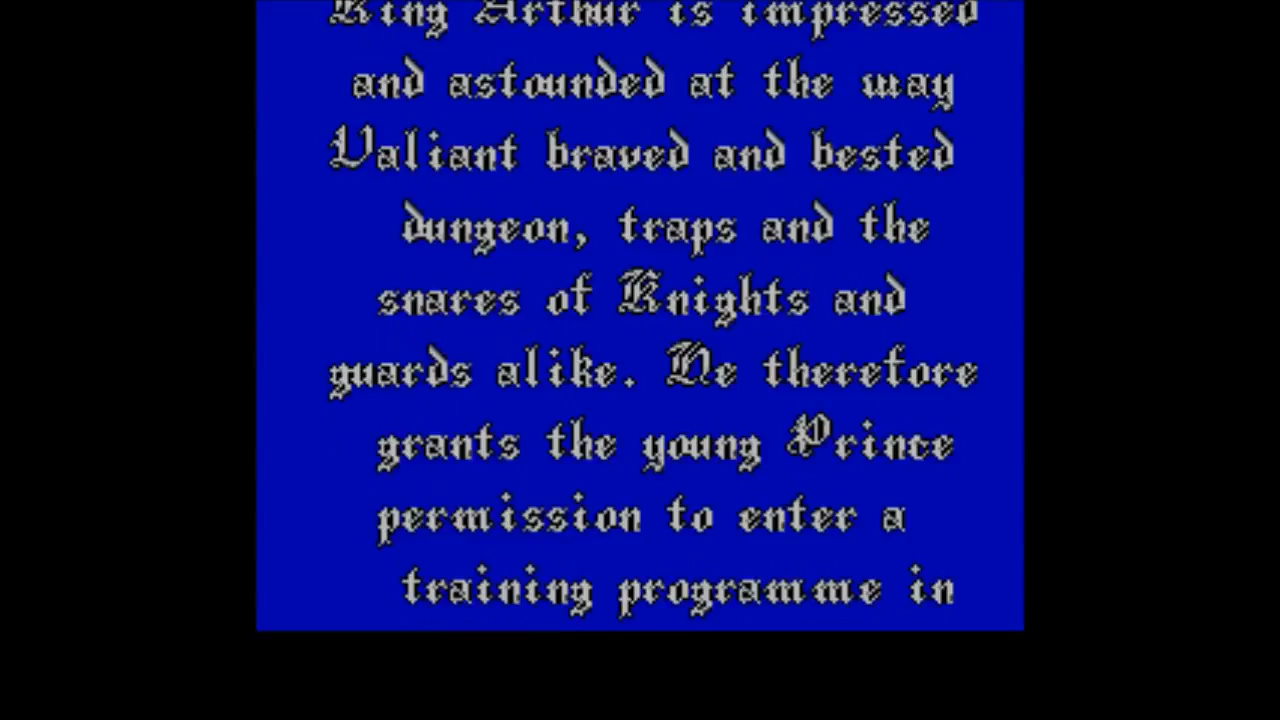 King Arthur is impressed
and astounded at the way
Valiant braved and bested
dungeon, traps and the
snares of Knights and
guards alike. He therefore
grants the young Prince
permission to enter a
training programme in